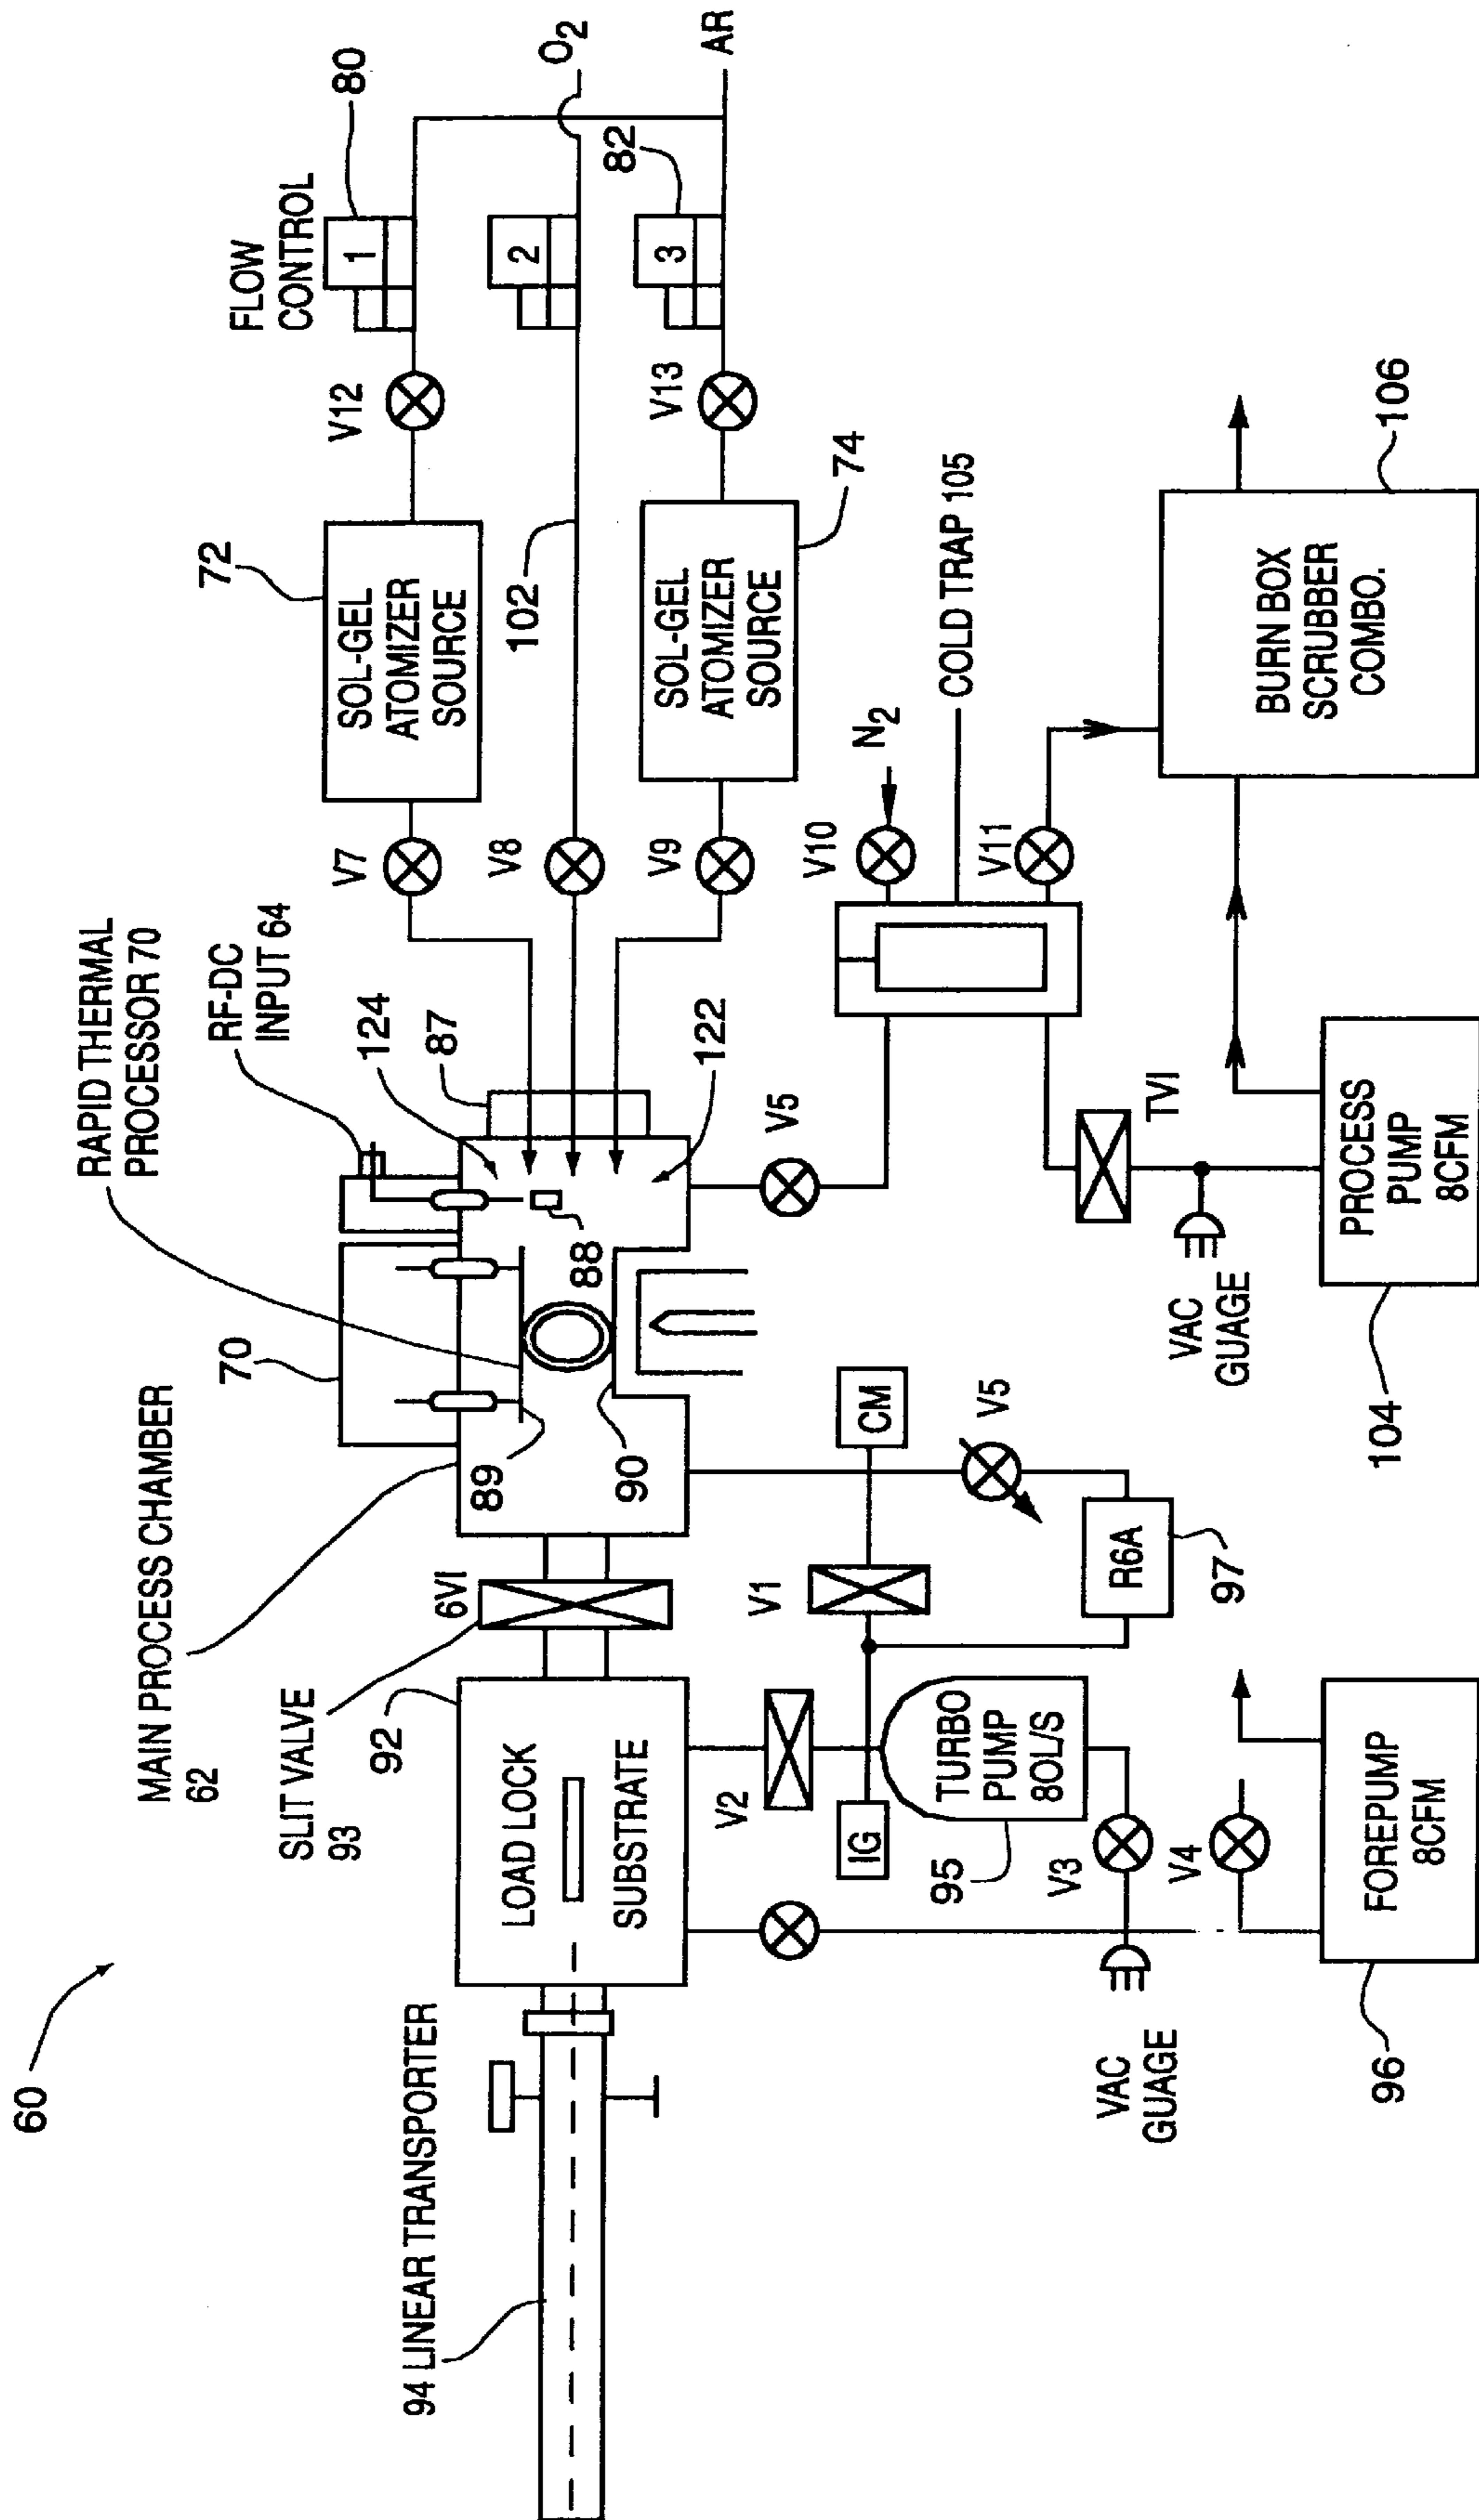 60
94 LINEAR TRANSPORTER
MAIN PROCESS CHAMBER
62
SLIT VALVE
93
92
6VI
LOAD LOCK
SUBSTRATE
RAPID THERMAL
PROCESSOR 70
RF-DC
INPUT 64
70
124
87
89
90
88
122
72
SOL-GEL
ATOMIZER
SOURCE
FLOW
CONTROL
80
1
2
3
82
O2
AR
V12
V13
102
V7
V8
V9
SOL-GEL
ATOMIZER
SOURCE
74
V10
N2
COLD TRAP 105
V11
V5
TVI
VAC
GUAGE
PROCESS
PUMP
8CFM
104
BURN BOX
SCRUBBER
COMBO.
106
CM
V5
V1
R6A
97
V2
IG
TURBO
PUMP
80L/S
95
V3
V4
VAC
GUAGE
FOREPUMP
8CFM
96